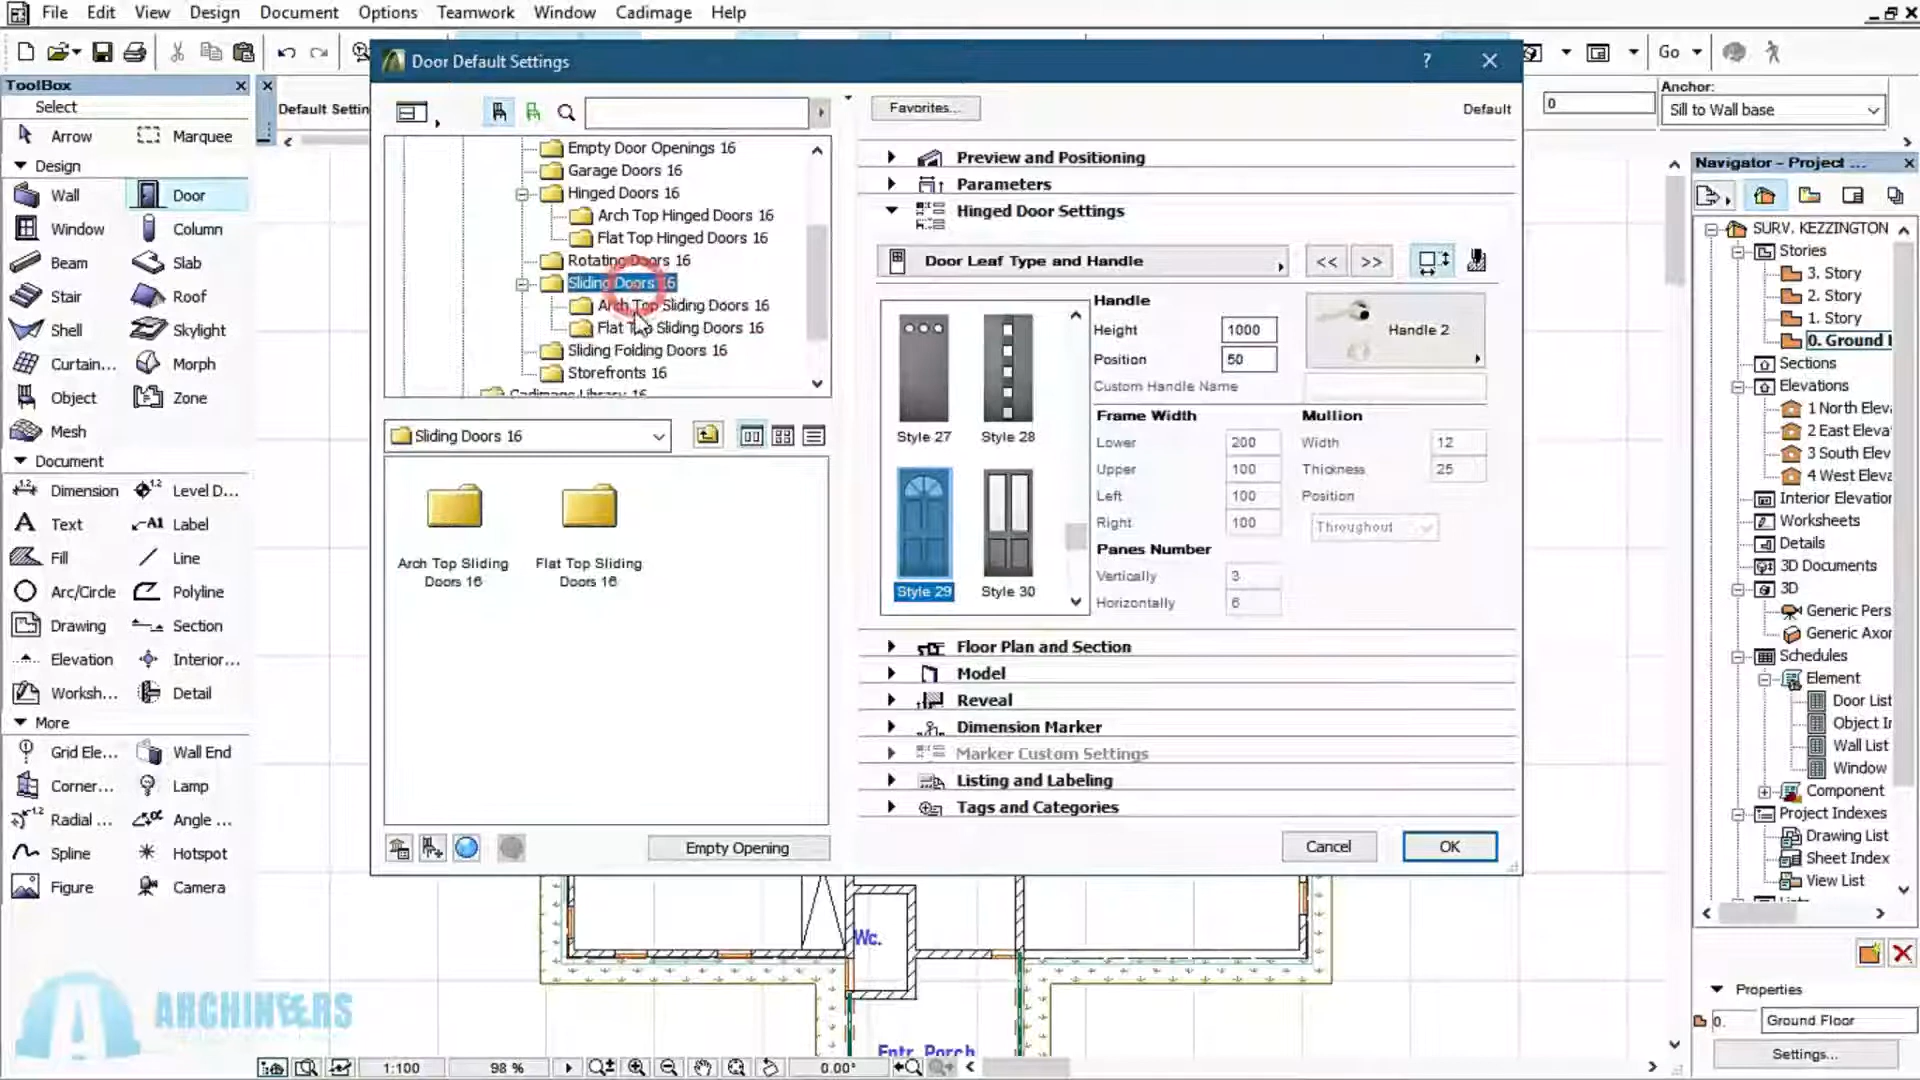 File Edit View Design Document Options Teamwork Window Cadimage Help
Go
ToolBox
Select
Arrow Marquee
Design
Wall Door
Window Column
Beam Slab
Stair Roof
Shell Skylight
Curtain... Morph
Object Zone
Mesh
Document
Dimension Level D...
Text Label
Fill Line
Arc/Circle Polyline
Drawing Section
Elevation Interior...
Worksh... Detail
More
Grid Ele... Wall End
Corner... Lamp
Radial ... Angle ...
Spline Hotspot
Figure Camera
Default Settin
Door Default Settings
Empty Door Openings 16
Garage Doors 16
Hinged Doors 16
Arch Top Hinged Doors 16
Flat Top Hinged Doors 16
Rotating Doors 16
Sliding Doors 16
Arch Top Sliding Doors 16
Flat Top Sliding Doors 16
Sliding Folding Doors 16
Storefronts 16
Cadimage Library 16
Sliding Doors 16
Arch Top Sliding Doors 16
Flat Top Sliding Doors 16
Empty Opening
Favorites...
Default
Preview and Positioning
Parameters
Hinged Door Settings
Door Leaf Type and Handle
<< >>
Style 27 Style 28
Style 29 Style 30
Handle
Height 1000
Position 50
Handle 2
Custom Handle Name
Frame Width
Lower 200
Upper 100
Left 100
Right 100
Mullion
Width 12
Thickness 25
Position
Throughout
Panes Number
Vertically 3
Horizontally 6
Floor Plan and Section
Model
Reveal
Dimension Marker
Marker Custom Settings
Listing and Labeling
Tags and Categories
Cancel OK
0
Anchor:
Sill to Wall base
Navigator - Project ...
SURV. KEZZINGTON
Stories
3. Story
2. Story
1. Story
0. Ground
Sections
Elevations
1 North Eleva
2 East Eleva
3 South Elev
4 West Eleva
Interior Elevation
Worksheets
Details
3D Documents
3D
Generic Pers
Generic Axor
Schedules
Element
Door List
Object In
Wall List
Window
Component
Project Indexes
Drawing List
Sheet Index
View List
Properties
0. Ground Floor
Settings...
Wc.
Entr. Porch
ARCHINEERS
1:100 98 % 0.00°